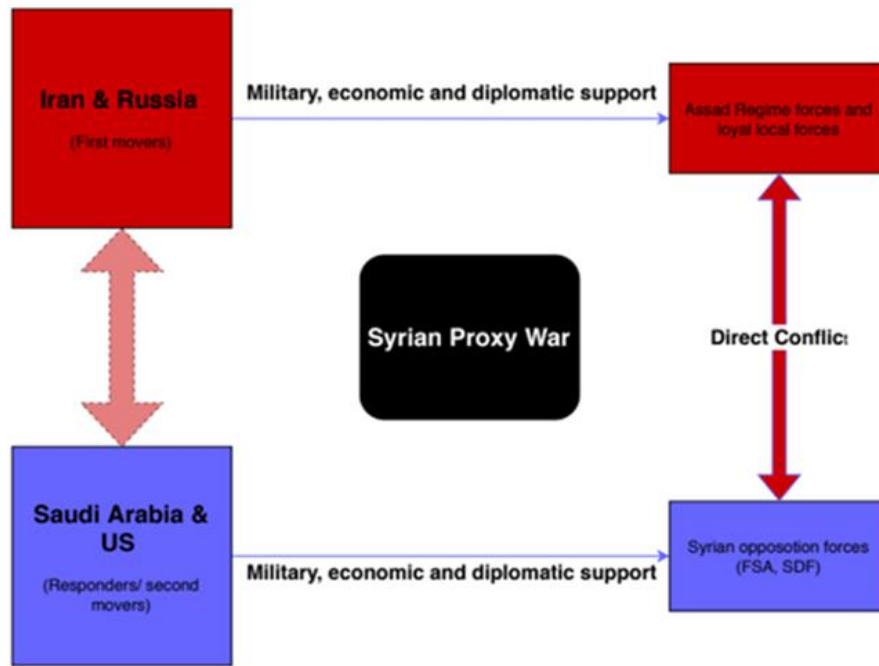 Iran & Russia
(First movers)
Military, economic and diplomatic support
Assad Regime forces and
loyal local forces
Syrian Proxy War
Direct Conflict
Saudi Arabia &
US
(Responders/ second
movers)
Military, economic and diplomatic support
Syrian opposotion forces
(FSA, SDF)